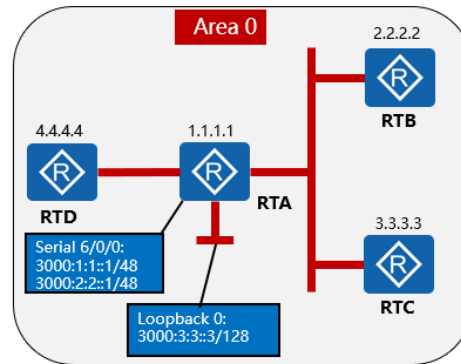 Area 0
2.2.2.2
R
RTB
4.4.4.4
1.1.1.1
R
R
RTD
RTA
3.3.3.3
R
RTC
Serial 6/0/0:
3000:1:1::1/48
3000:2:2::1/48
Loopback 0:
3000:3:3::3/128